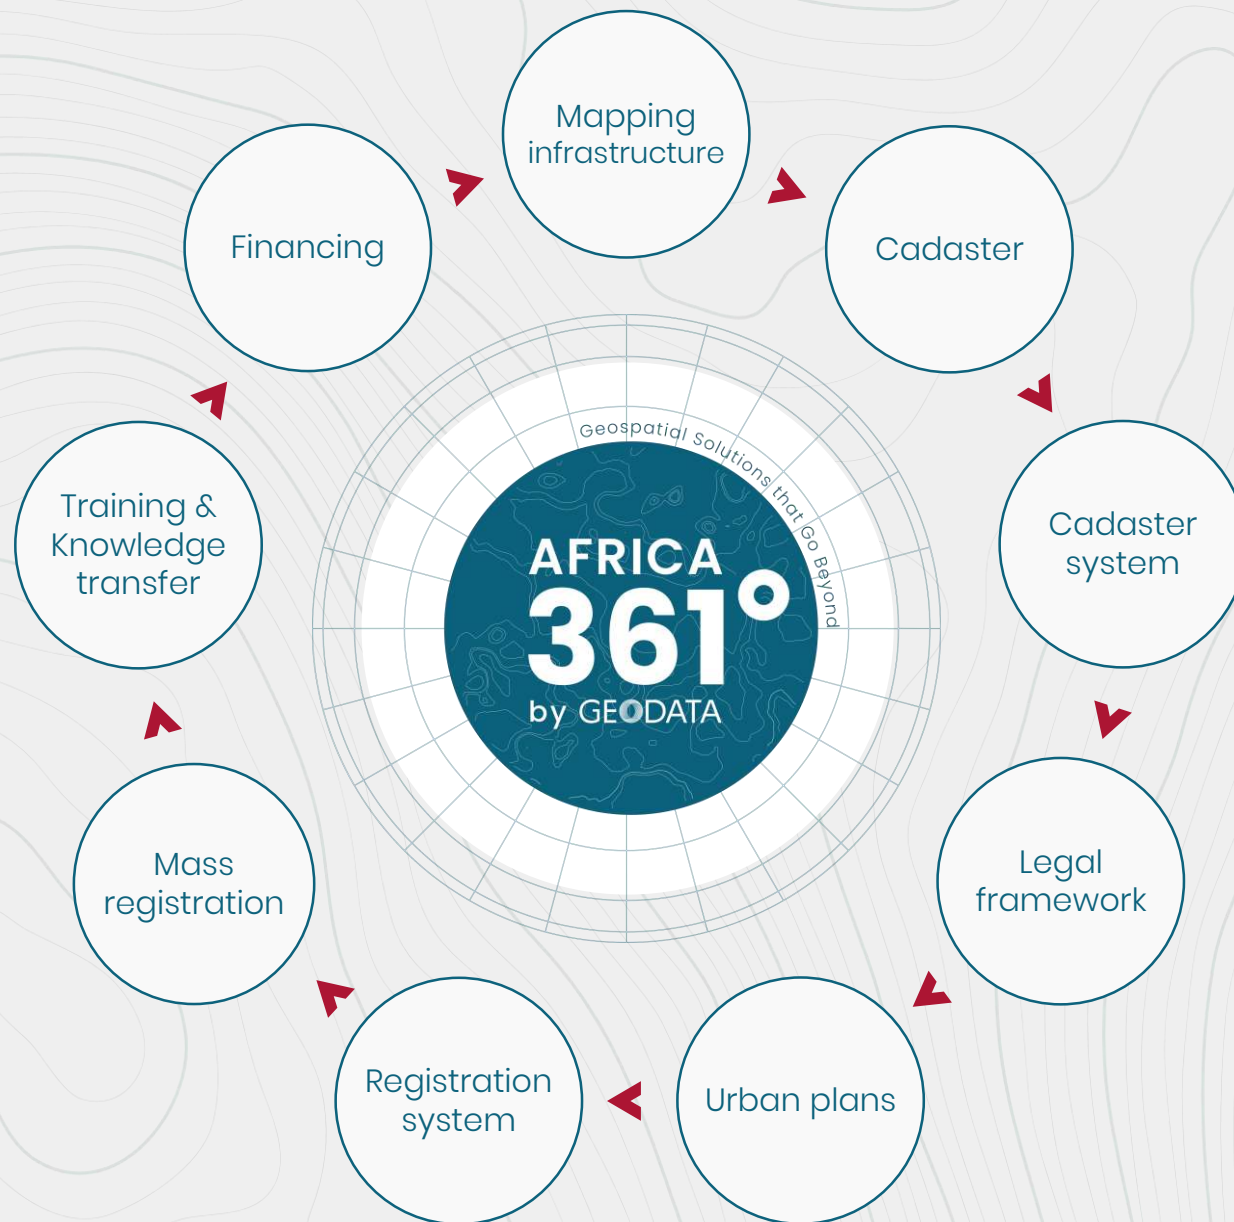 Mapping
infrastructure
Cadaster
Cadaster
system
Legal
framework
Urban plans
Registration
system
Mass
registration
Training &
Knowledge
transfer
Financing
Geospatial Solutions that Go Beyond
AFRICA
361°
by GEODATA